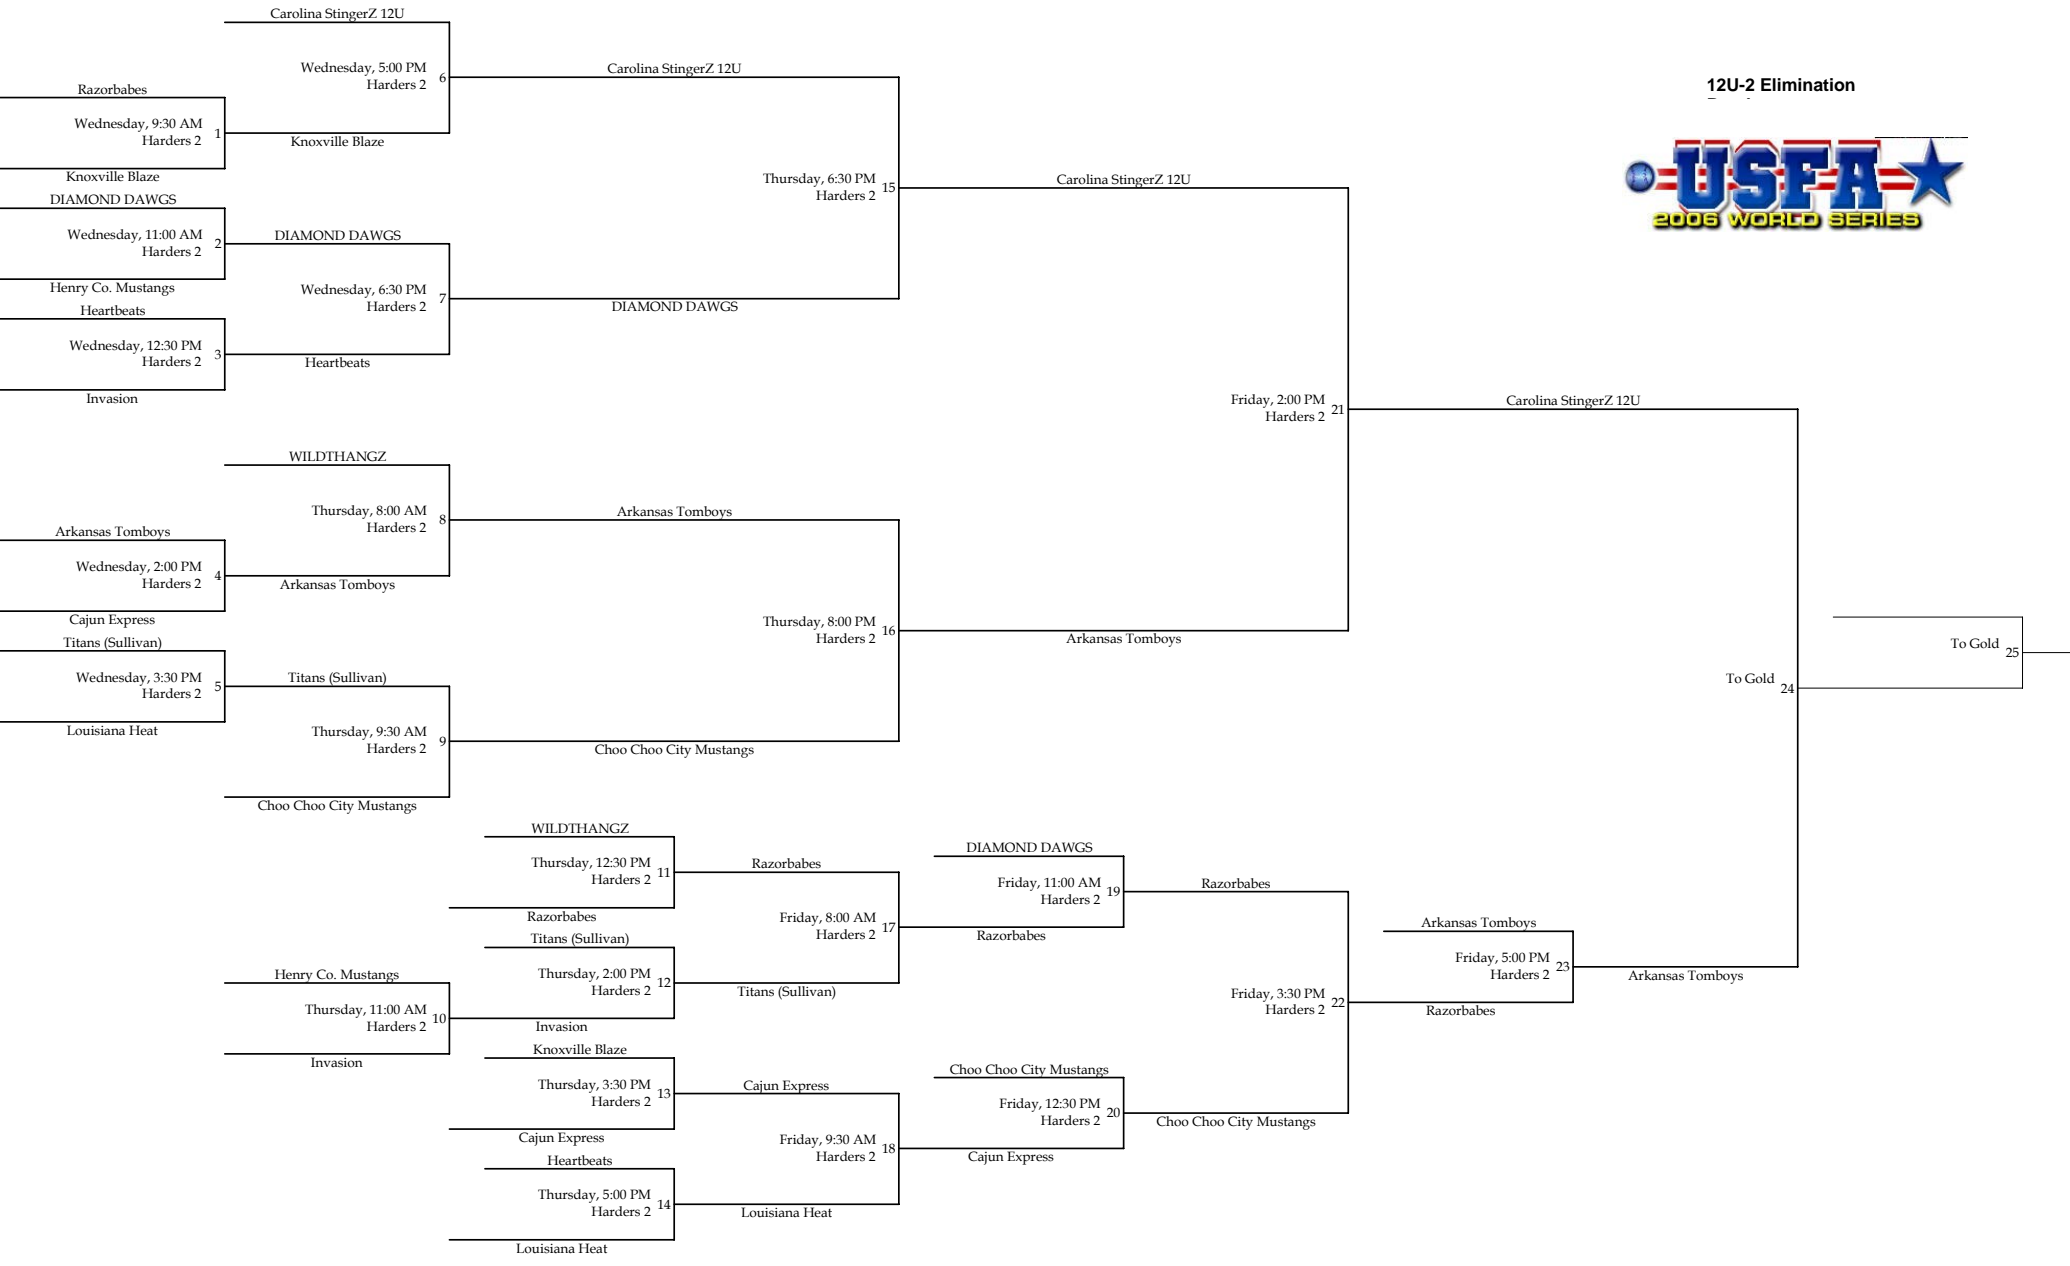 Carolina StingerZ 12U
Wednesday, 5:00 PM
Harders 2
6
Carolina StingerZ 12U
12U-2 Elimination
Razorbabes
Wednesday, 9:30 AM
Harders 2
1
Knoxville Blaze
Knoxville Blaze
USFA
2006 WORLD SERIES
DIAMOND DAWGS
Wednesday, 11:00 AM
Harders 2
2
DIAMOND DAWGS
Henry Co. Mustangs
Thursday, 6:30 PM
Harders 2
15
Carolina StingerZ 12U
Wednesday, 6:30 PM
Harders 2
7
DIAMOND DAWGS
Heartbeats
Wednesday, 12:30 PM
Harders 2
3
Heartbeats
Invasion
Friday, 2:00 PM
Harders 2
21
Carolina StingerZ 12U
WILDTHANGZ
Thursday, 8:00 AM
Harders 2
8
Arkansas Tomboys
Arkansas Tomboys
Wednesday, 2:00 PM
Harders 2
4
Arkansas Tomboys
Cajun Express
Thursday, 8:00 PM
Harders 2
16
Arkansas Tomboys
Titans (Sullivan)
Wednesday, 3:30 PM
Harders 2
5
Titans (Sullivan)
Louisiana Heat
To Gold
25
To Gold
24
Thursday, 9:30 AM
Harders 2
9
Choo Choo City Mustangs
Choo Choo City Mustangs
WILDTHANGZ
Thursday, 12:30 PM
Harders 2
11
Razorbabes
Razorbabes
DIAMOND DAWGS
Friday, 11:00 AM
Harders 2
19
Razorbabes
Friday, 8:00 AM
Harders 2
17
Razorbabes
Arkansas Tomboys
Friday, 5:00 PM
Harders 2
23
Arkansas Tomboys
Titans (Sullivan)
Thursday, 2:00 PM
Harders 2
12
Titans (Sullivan)
Henry Co. Mustangs
Thursday, 11:00 AM
Harders 2
10
Invasion
Invasion
Friday, 3:30 PM
Harders 2
22
Razorbabes
Knoxville Blaze
Thursday, 3:30 PM
Harders 2
13
Cajun Express
Cajun Express
Choo Choo City Mustangs
Friday, 12:30 PM
Harders 2
20
Choo Choo City Mustangs
Friday, 9:30 AM
Harders 2
18
Cajun Express
Heartbeats
Thursday, 5:00 PM
Harders 2
14
Louisiana Heat
Louisiana Heat